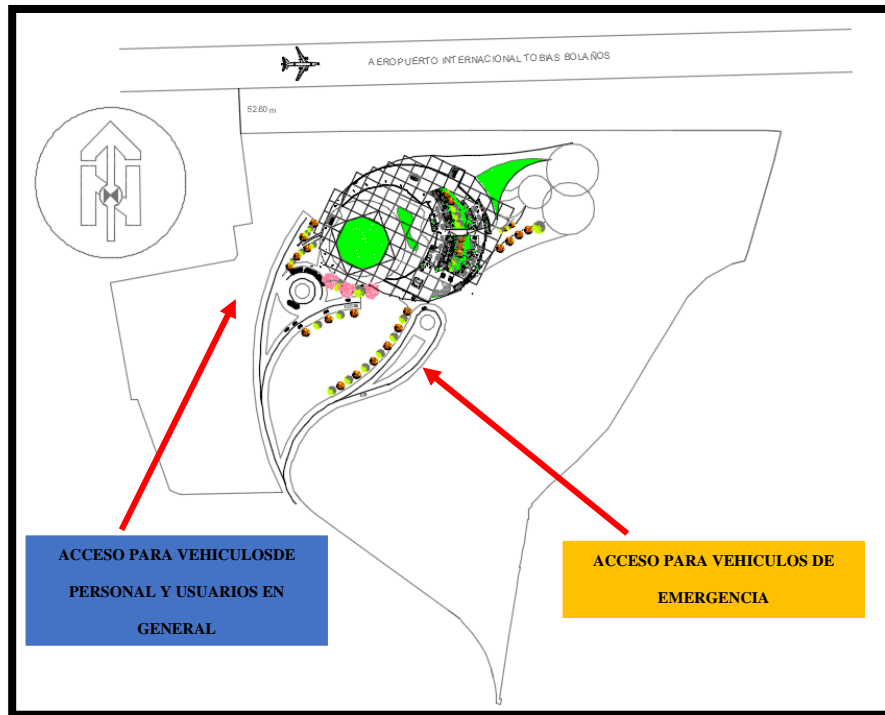 AEROPUERTO INTERNACIONAL TOBIAS BOLAÑOS
52.60 m
ACCESO PARA VEHICULOSDE
PERSONAL Y USUARIOS EN
GENERAL
ACCESO PARA VEHICULOS DE
EMERGENCIA